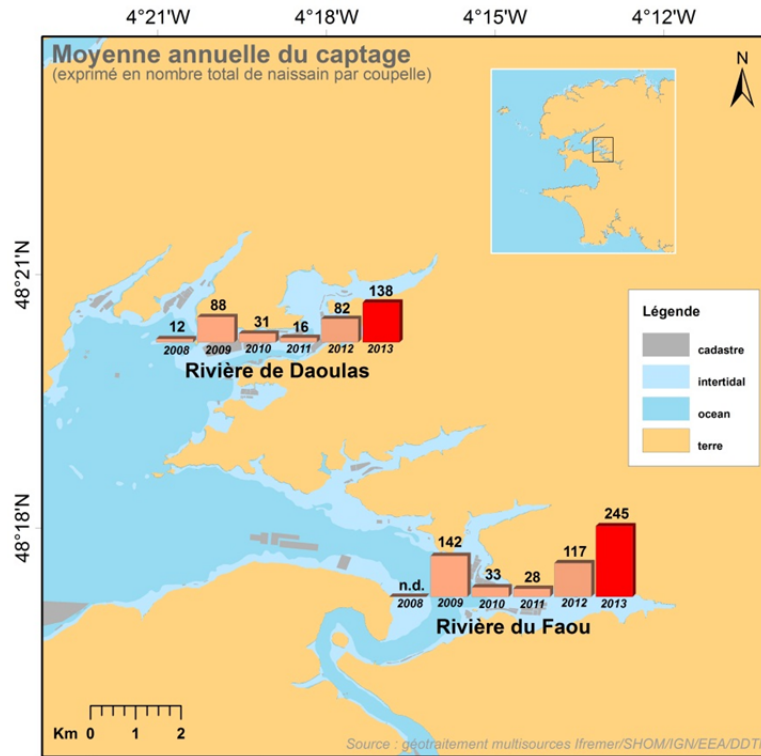 4°21'W 4°18'W 4°15'W 4°12'W
Moyenne annuelle du captage
(exprimé en nombre total de naissain par coupelle)
N
48°21'N
12 88 31 16 82 138
2008 2009 2010 2011 2012 2013
Rivière de Daoulas
Légende
cadastre
intertidal
ocean
terre
48°18'N
n.d. 142 33 28 117 245
2008 2009 2010 2011 2012 2013
Rivière du Faou
Km 0 1 2
Source : géotraitement multisources Ifremer/SHOM/IGN/EEA/DDT